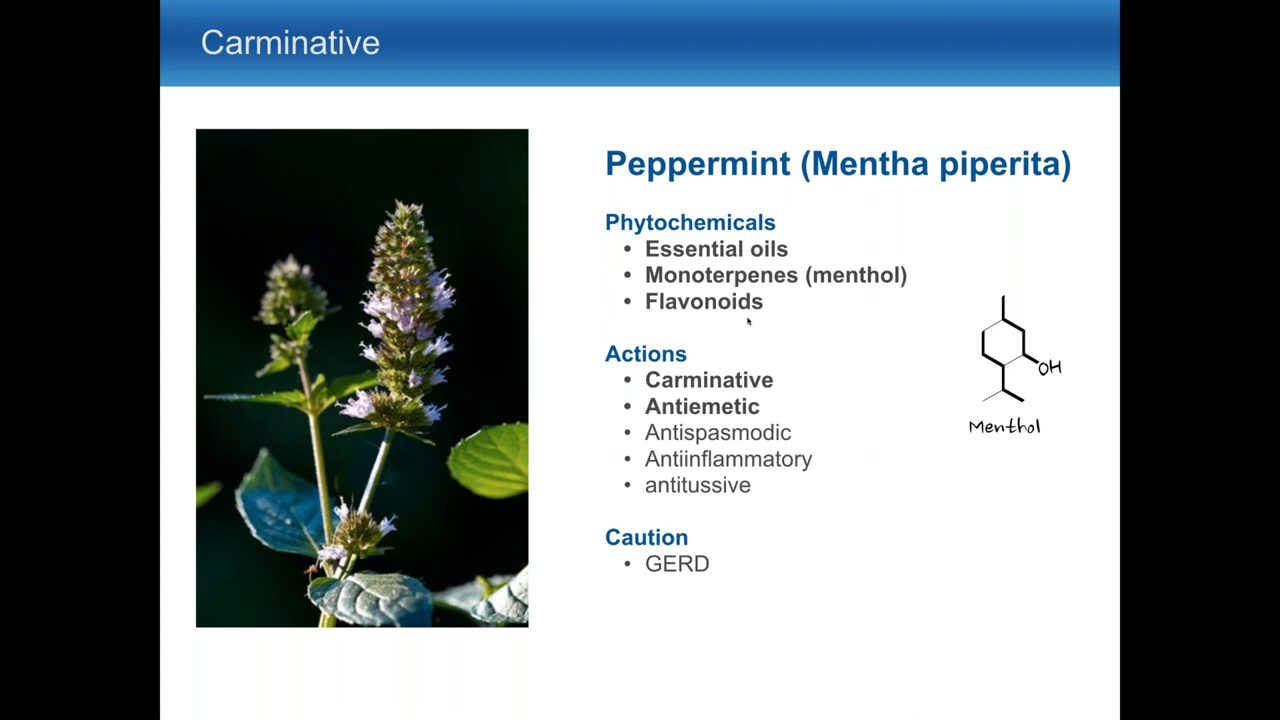 Carminative
Peppermint (Mentha piperita)
Phytochemicals
• Essential oils
• Monoterpenes (menthol)
• Flavonoids
Actions
• Carminative
• Antiemetic
• Antispasmodic
• Antiinflammatory
• antitussive
Caution
• GERD
OH
Menthol